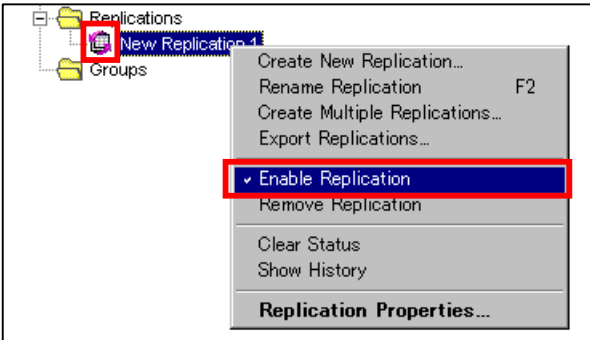 Replications
New Replication 1
Groups
Create New Replication...
Rename Replication F2
Create Multiple Replications...
Export Replications...
Enable Replication
Remove Replication
Clear Status
Show History
Replication Properties...